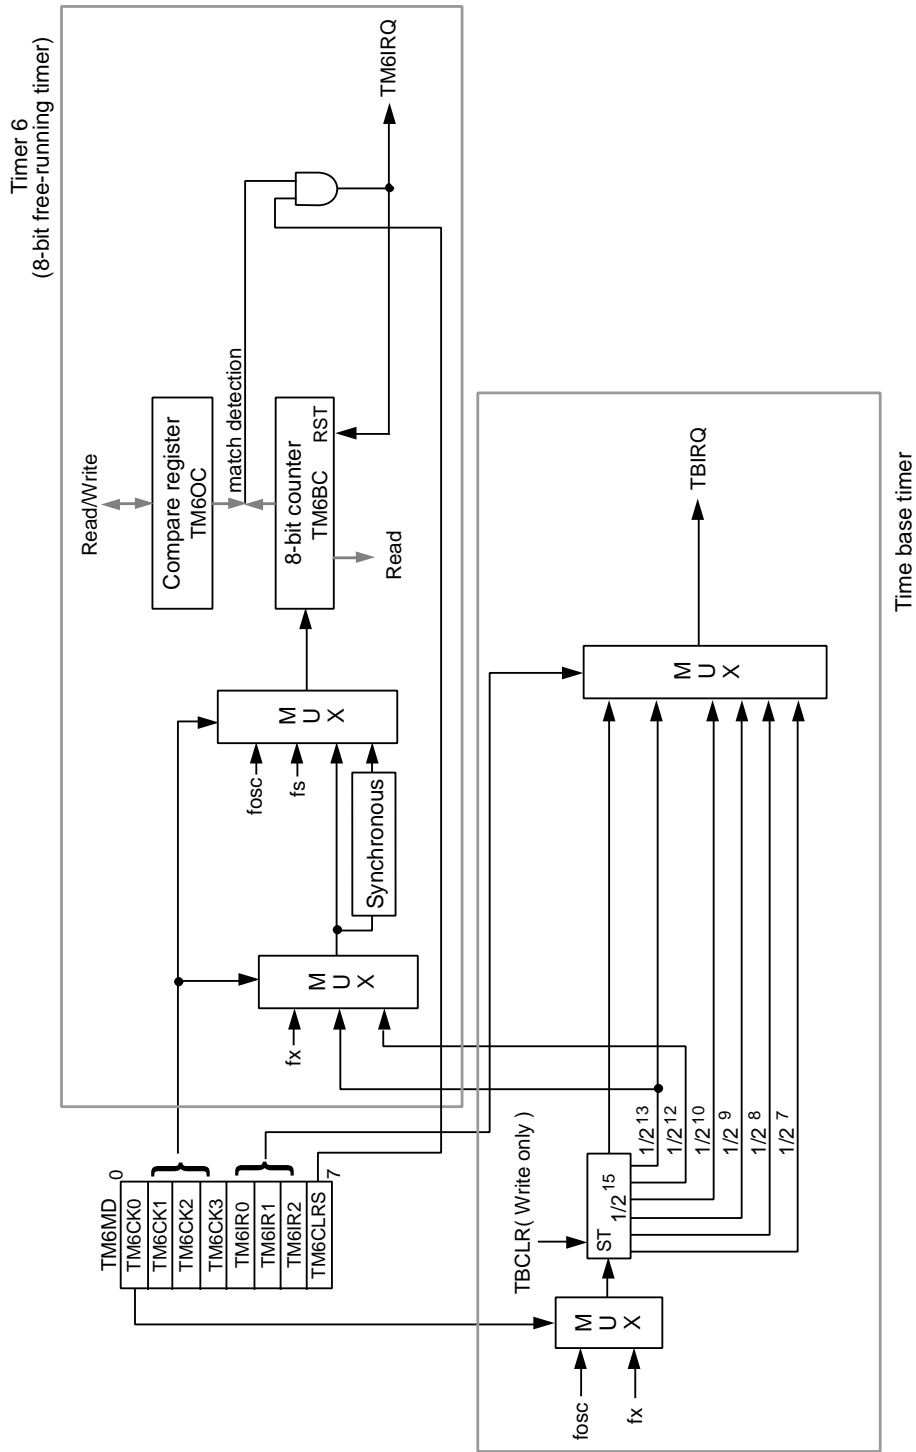 Timer 6
(8-bit free-running timer)
TM6MD
0
TM6CK0
TM6CK1
TM6CK2
TM6CK3
TM6IR0
TM6IR1
TM6IR2
TM6CLRS
7
fx
M
U
X
Synchronous
fosc
fs
M
U
X
Read/Write
Compare register
TM6OC
match detection
8-bit counter
TM6BC
RST
Read
TM6IRQ
fosc
fx
M
U
X
TBCLR( Write only )
ST
1/2 15
1/2 13
1/2 12
1/2 10
1/2 9
1/2 8
1/2 7
M
U
X
TBIRQ
Time base timer